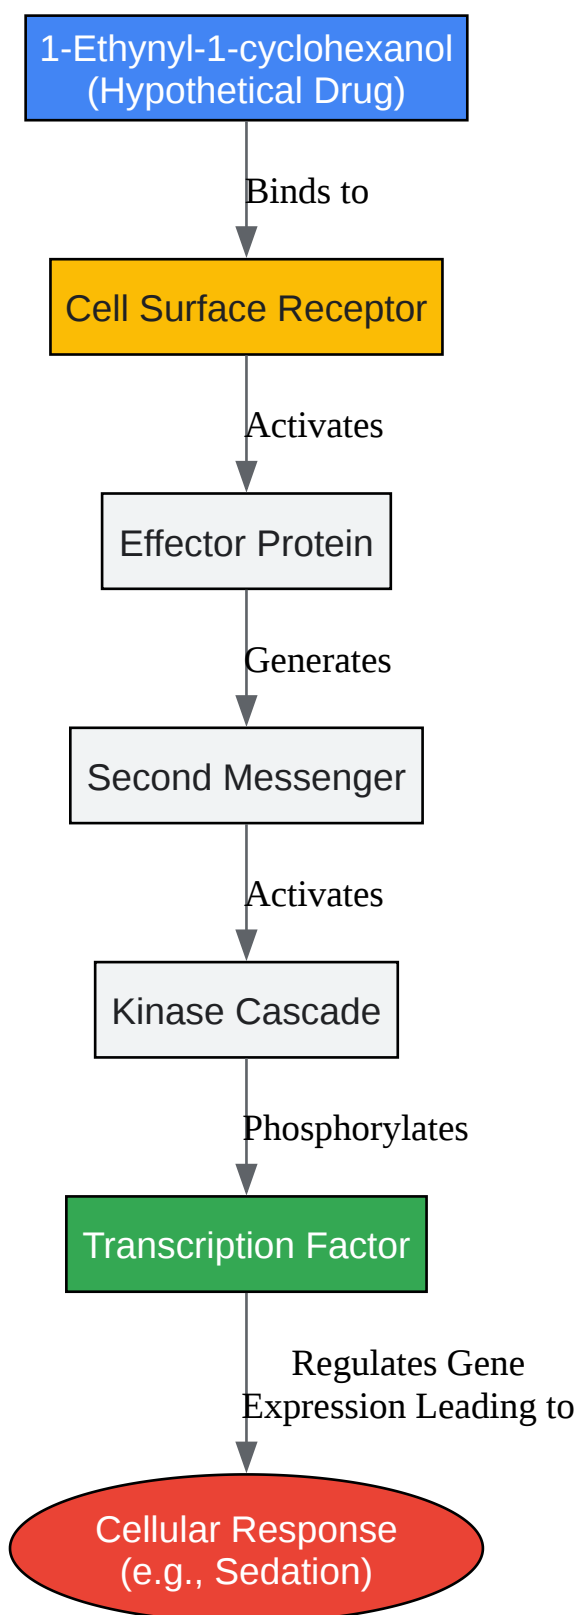 1-Ethynyl-1-cyclohexanol
(Hypothetical Drug)
Binds to
Cell Surface Receptor
Activates
Effector Protein
Generates
Second Messenger
Activates
Kinase Cascade
Phosphorylates
Transcription Factor
Regulates Gene
Expression Leading to
Cellular Response
(e.g., Sedation)